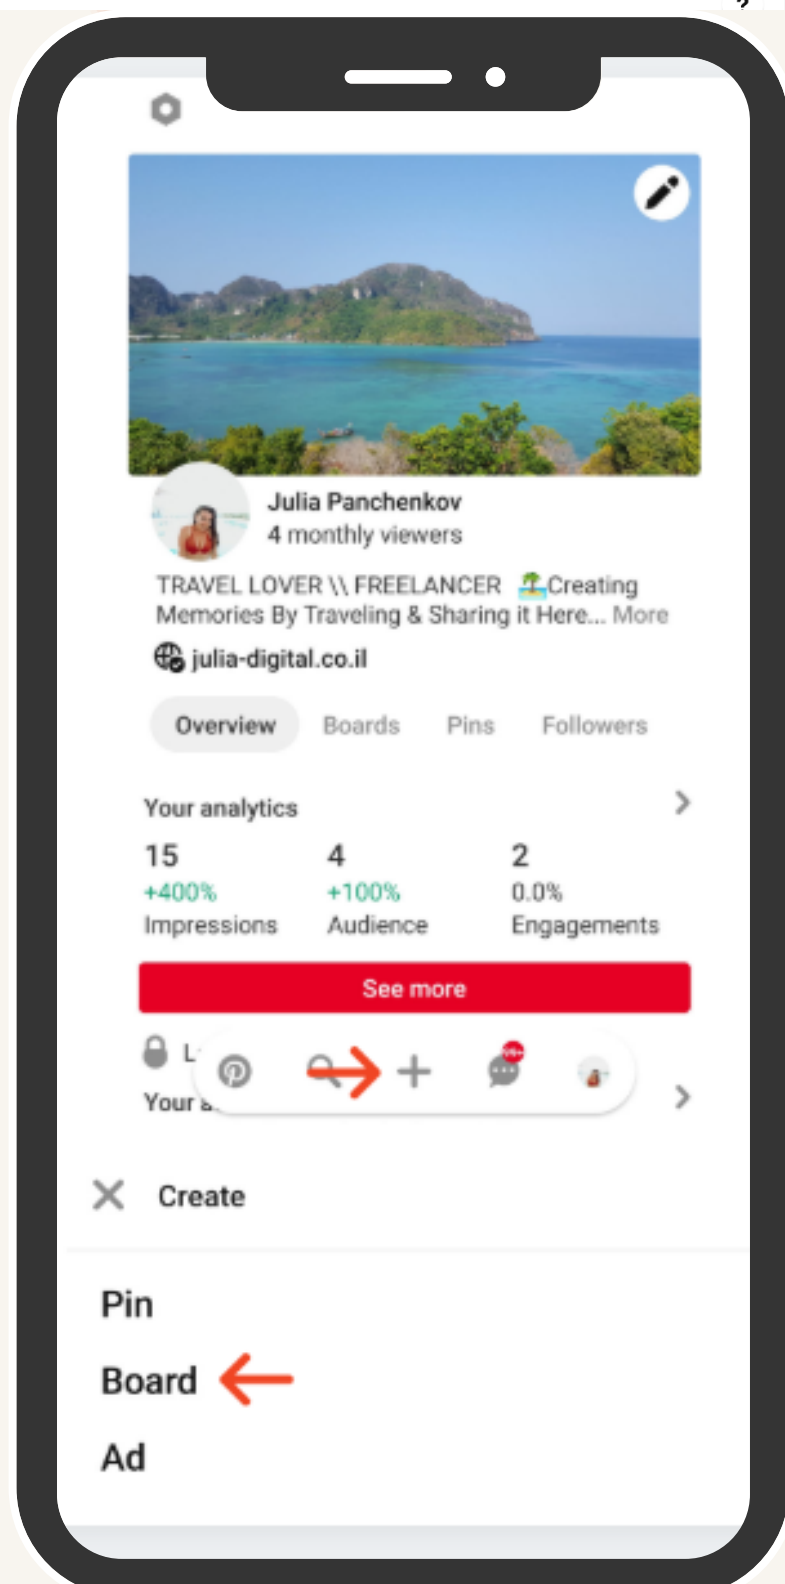 ?
Julia Panchenkov
4 monthly viewers
TRAVEL LOVER \\ FREELANCER 🏝️Creating
Memories By Traveling & Sharing it Here... More
julia-digital.co.il
Overview Boards Pins Followers
Your analytics
15 4 2
+400% +100% 0.0%
Impressions Audience Engagements
See more
Your
Create
Pin
Board
Ad